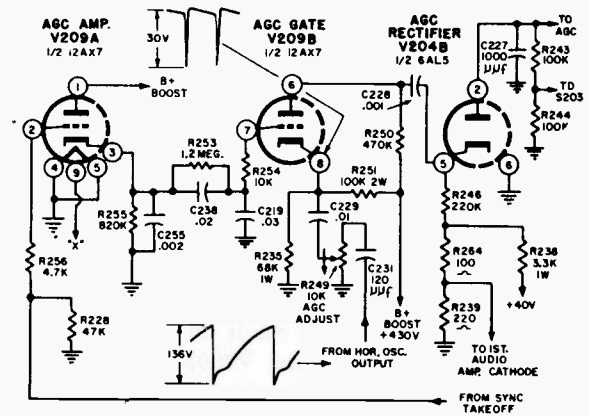 AGC AMP.
V209A
1/2 12AX7
30V
AGC GATE
V209B
1/2 12AX7
AGC
RECTIFIER
V204B
1/2 6AL5
TO
AGC
C227
1000
µµf
R243
100K
TO
S203
R244
100K
1
B+
BOOST
6
C228
.001
2
2
7
R250
470K
3
R253
1.2 MEG.
R254
10K
8
R251
100K 2W
5
6
4
9
5
R255
820K
C238
.02
C219
.03
C229
.01
R246
220K
"X"
C255
.002
R235
68K
1W
R249
10K
AGC
ADJUST
C231
120
µµf
R264
100
R238
3.3K
1W
R256
4.7K
B+
BOOST
+430V
+40V
R239
220
R228
47K
136V
FROM HOR. OSC.
OUTPUT
TO 1ST.
AUDIO
AMP. CATHODE
FROM SYNC
TAKEOFF